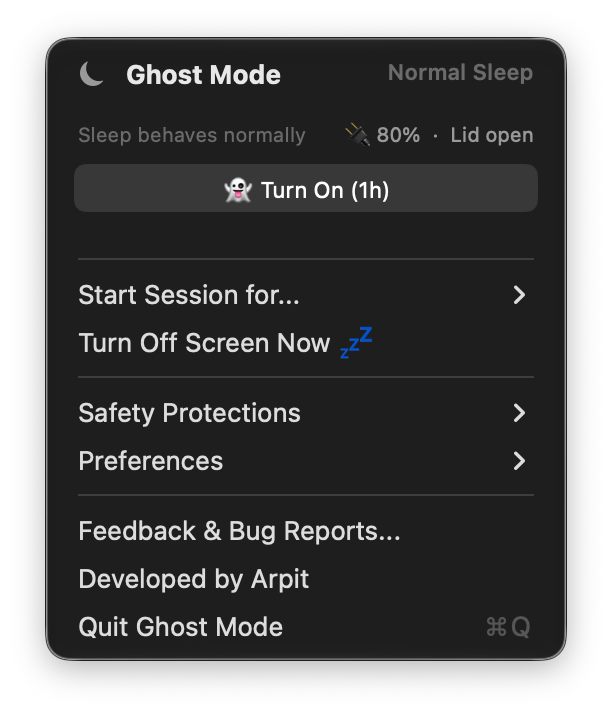 Ghost Mode Normal Sleep
Sleep behaves normally 🔌 80% · Lid open
👻 Turn On (1h)
Start Session for...
Turn Off Screen Now 💤
Safety Protections
Preferences
Feedback & Bug Reports...
Developed by Arpit
Quit Ghost Mode ⌘Q